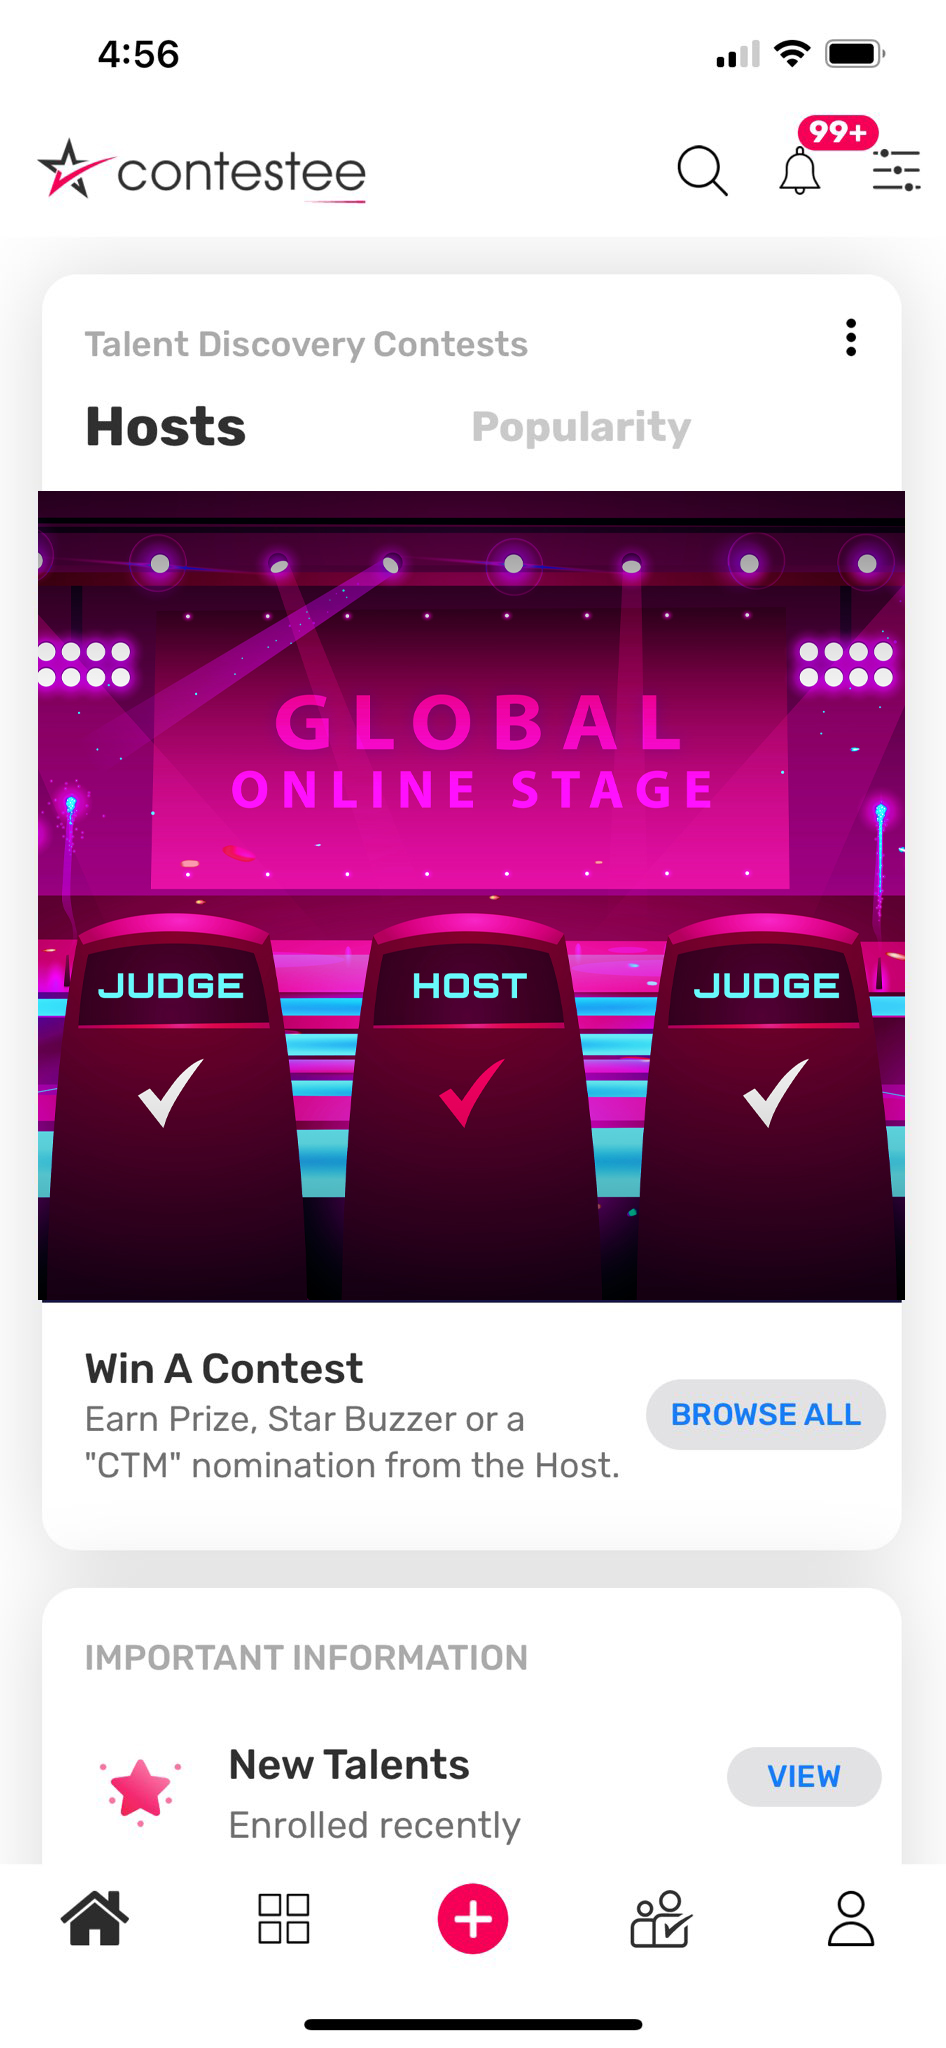 4:56
contestee
99+
Talent Discovery Contests
Hosts
Popularity
GLOBAL
ONLINE STAGE
JUDGE
HOST
JUDGE
Win A Contest
Earn Prize, Star Buzzer or a
"CTM" nomination from the Host.
BROWSE ALL
IMPORTANT INFORMATION
New Talents
Enrolled recently
VIEW